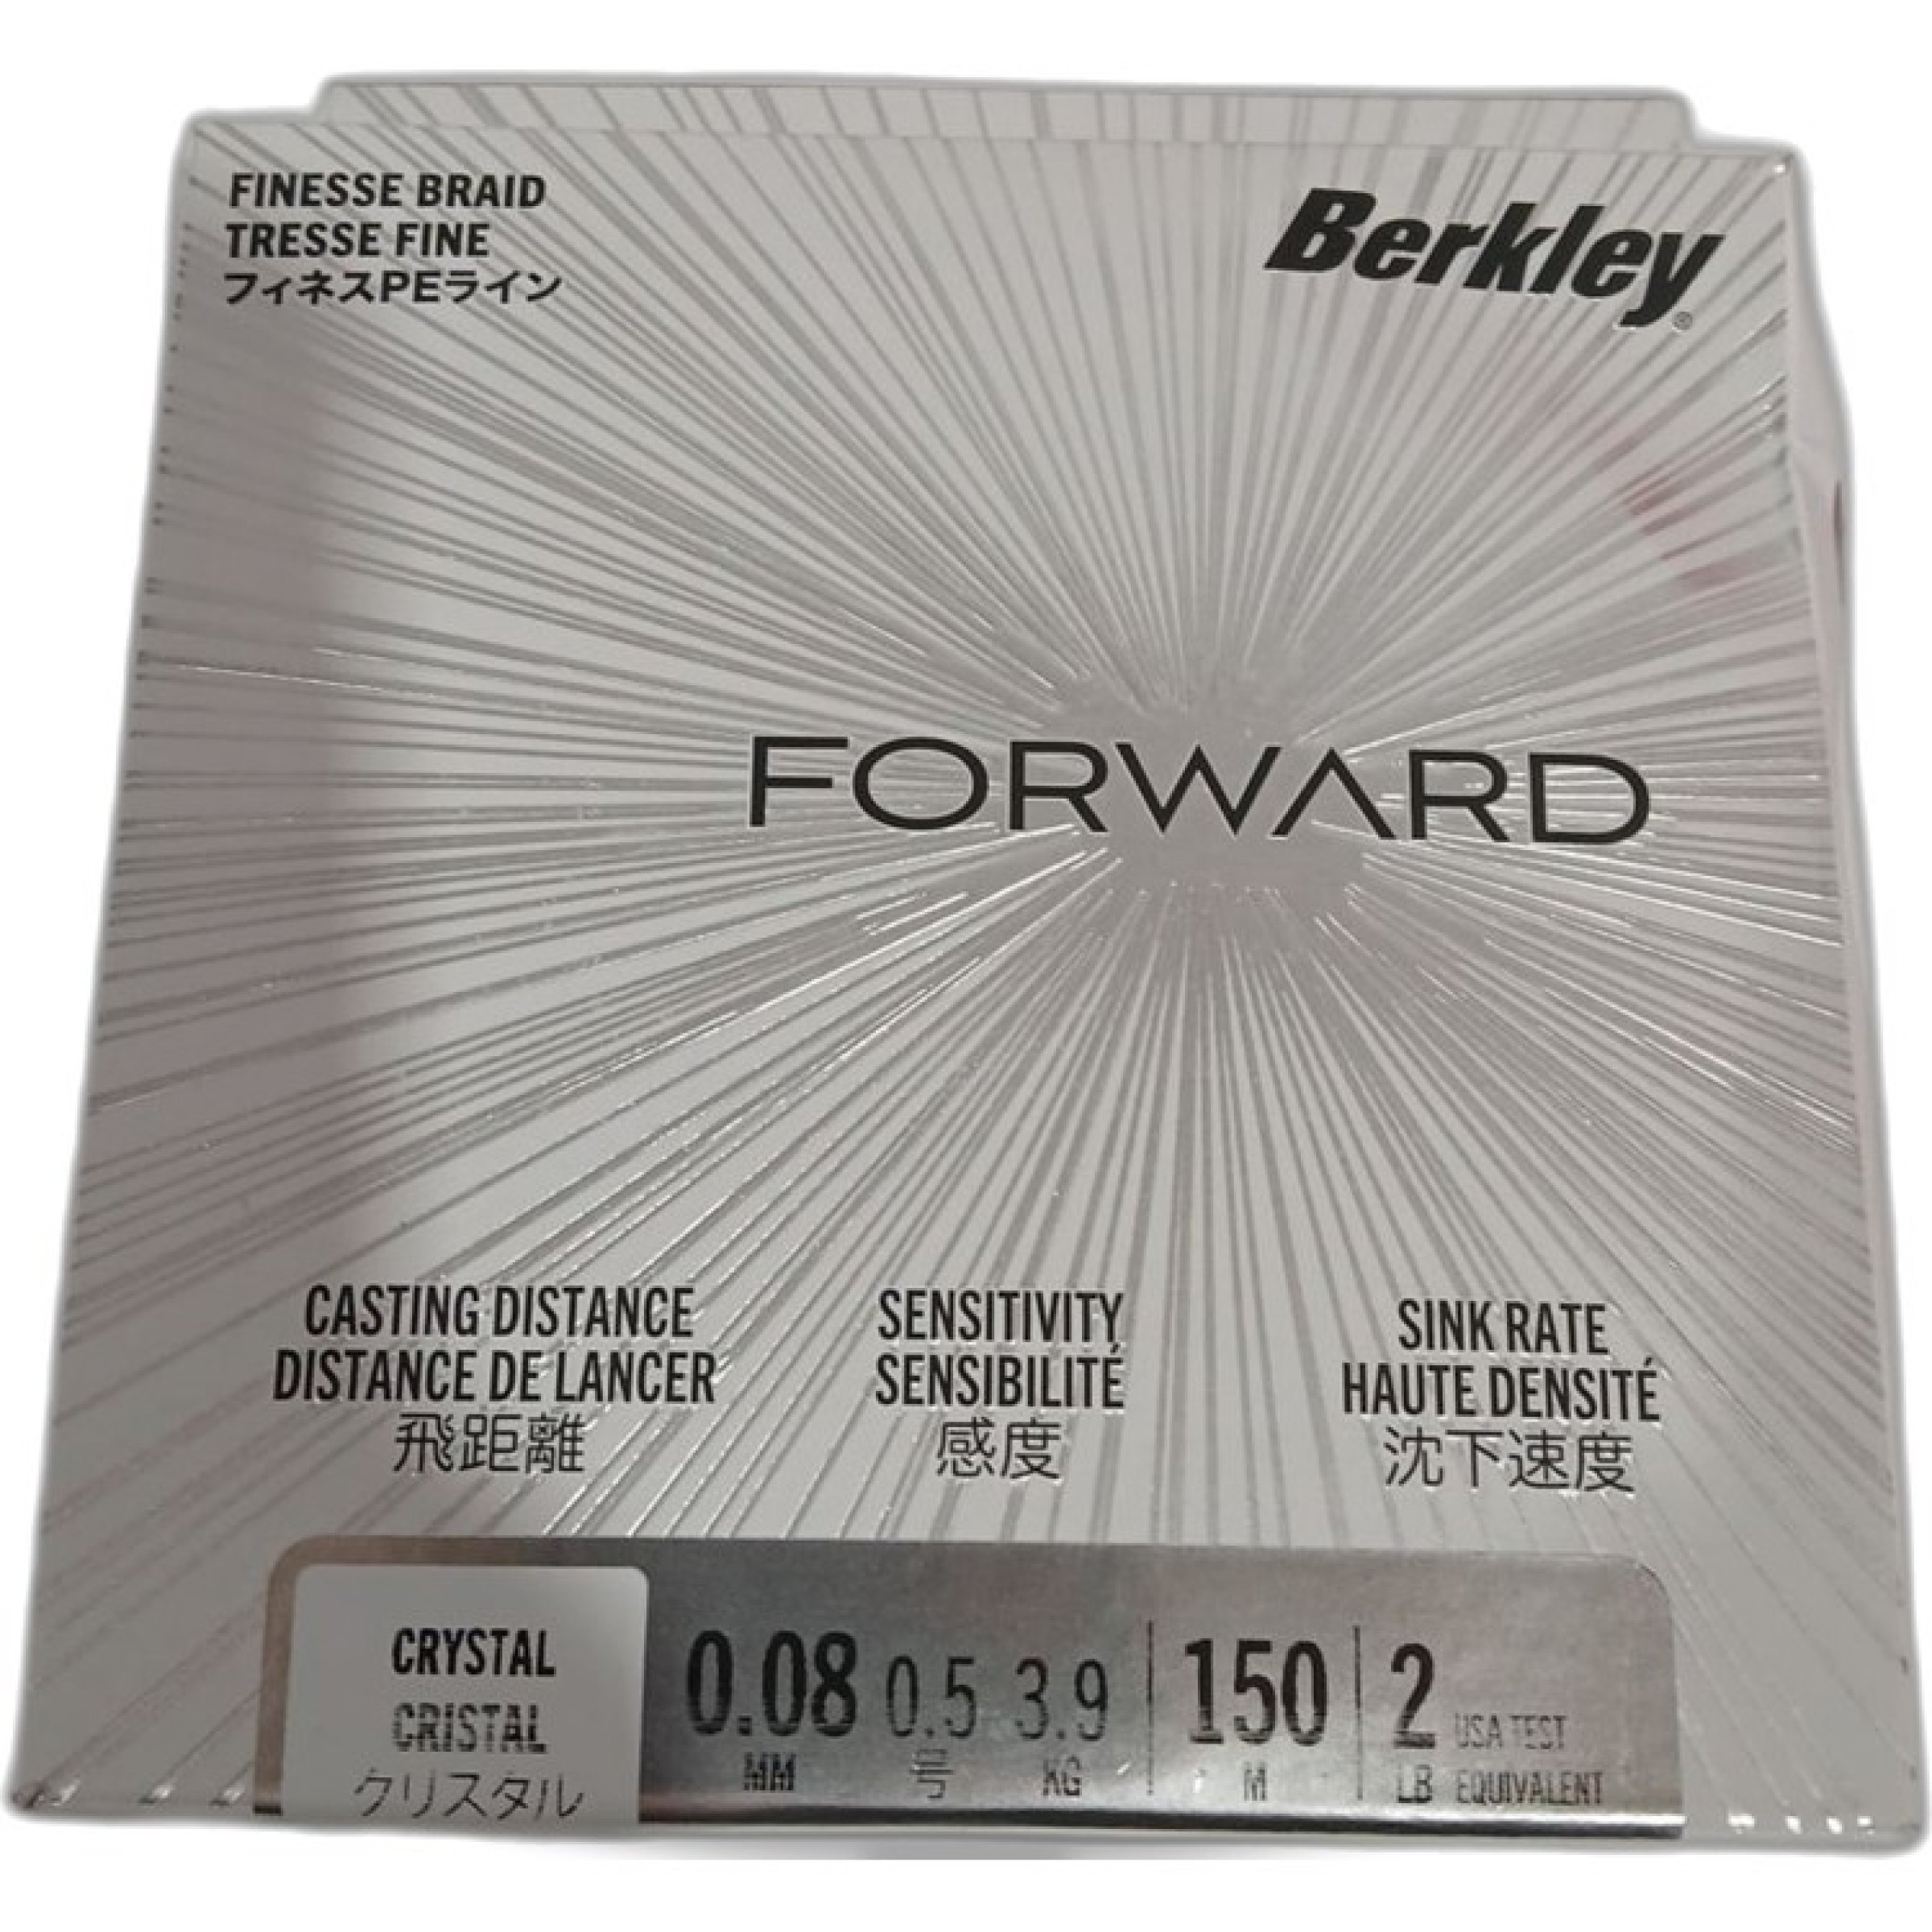 FINESSE BRAID
TRESSE FINE
フィネスPEライン
Berkley®
FORWARD
CASTING DISTANCE
DISTANCE DE LANCER
飛距離
SENSITIVITY
SENSIBILITÉ
感度
SINK RATE
HAUTE DENSITÉ
沈下速度
CRYSTAL
CRISTAL
クリスタル
0.08 0.5 3.9 150 2 USA TEST
MM 号 KG M LB EQUIVALENT